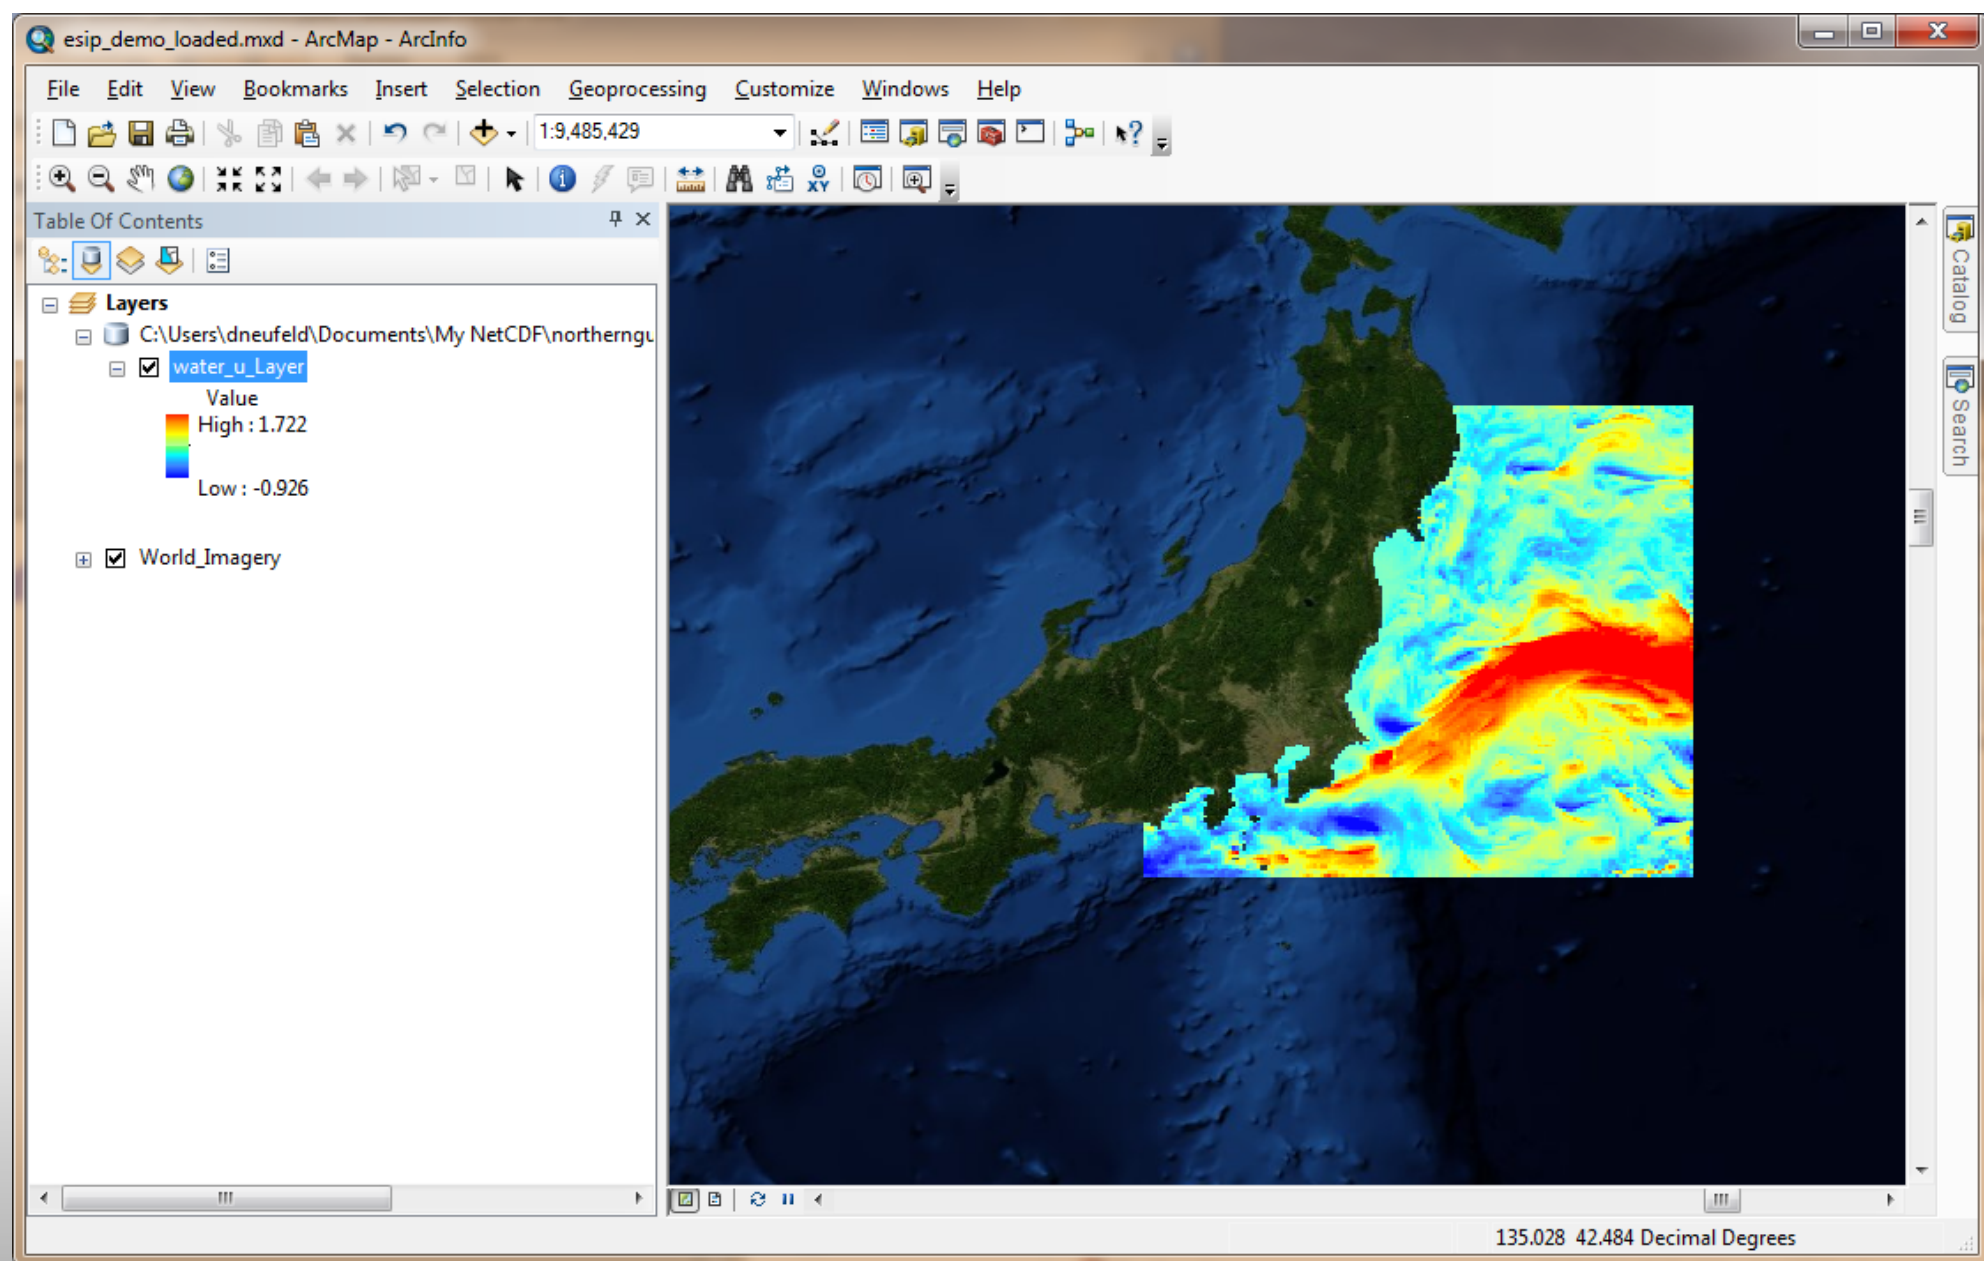 esip_demo_loaded.mxd - ArcMap - ArcInfo
File Edit View Bookmarks Insert Selection Geoprocessing Customize Windows Help
1:9,485,429
XY
Table Of Contents
Layers
C:\Users\dneufeld\Documents\My NetCDF\northerngu
water_u_Layer
Value
High : 1.722
Low : -0.926
World_Imagery
Catalog
Search
135.028 42.484 Decimal Degrees